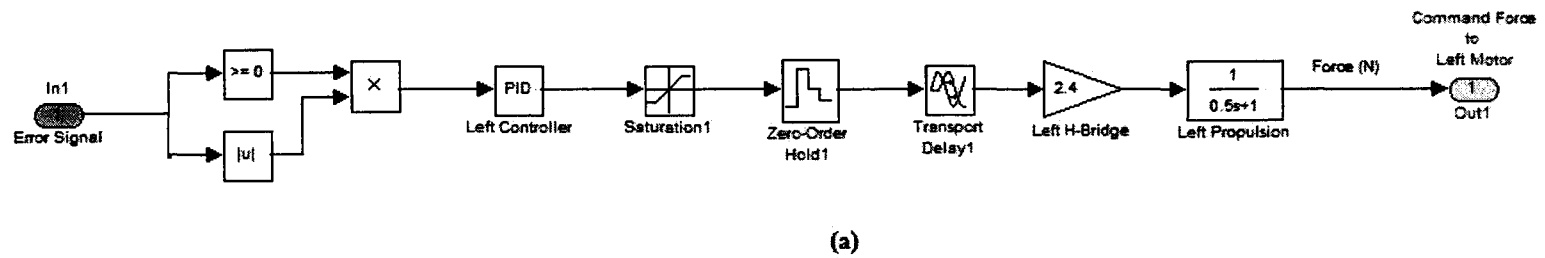 In1
Error Signal
>= 0
|u|
×
PID
Left Controller
Saturation1
Zero-Order
Hold1
Transport
Delay1
2.4
Left H-Bridge
1
0.5s+1
Left Propulsion
Force (N)
Command Force
to
Left Motor
1
Out1
(a)